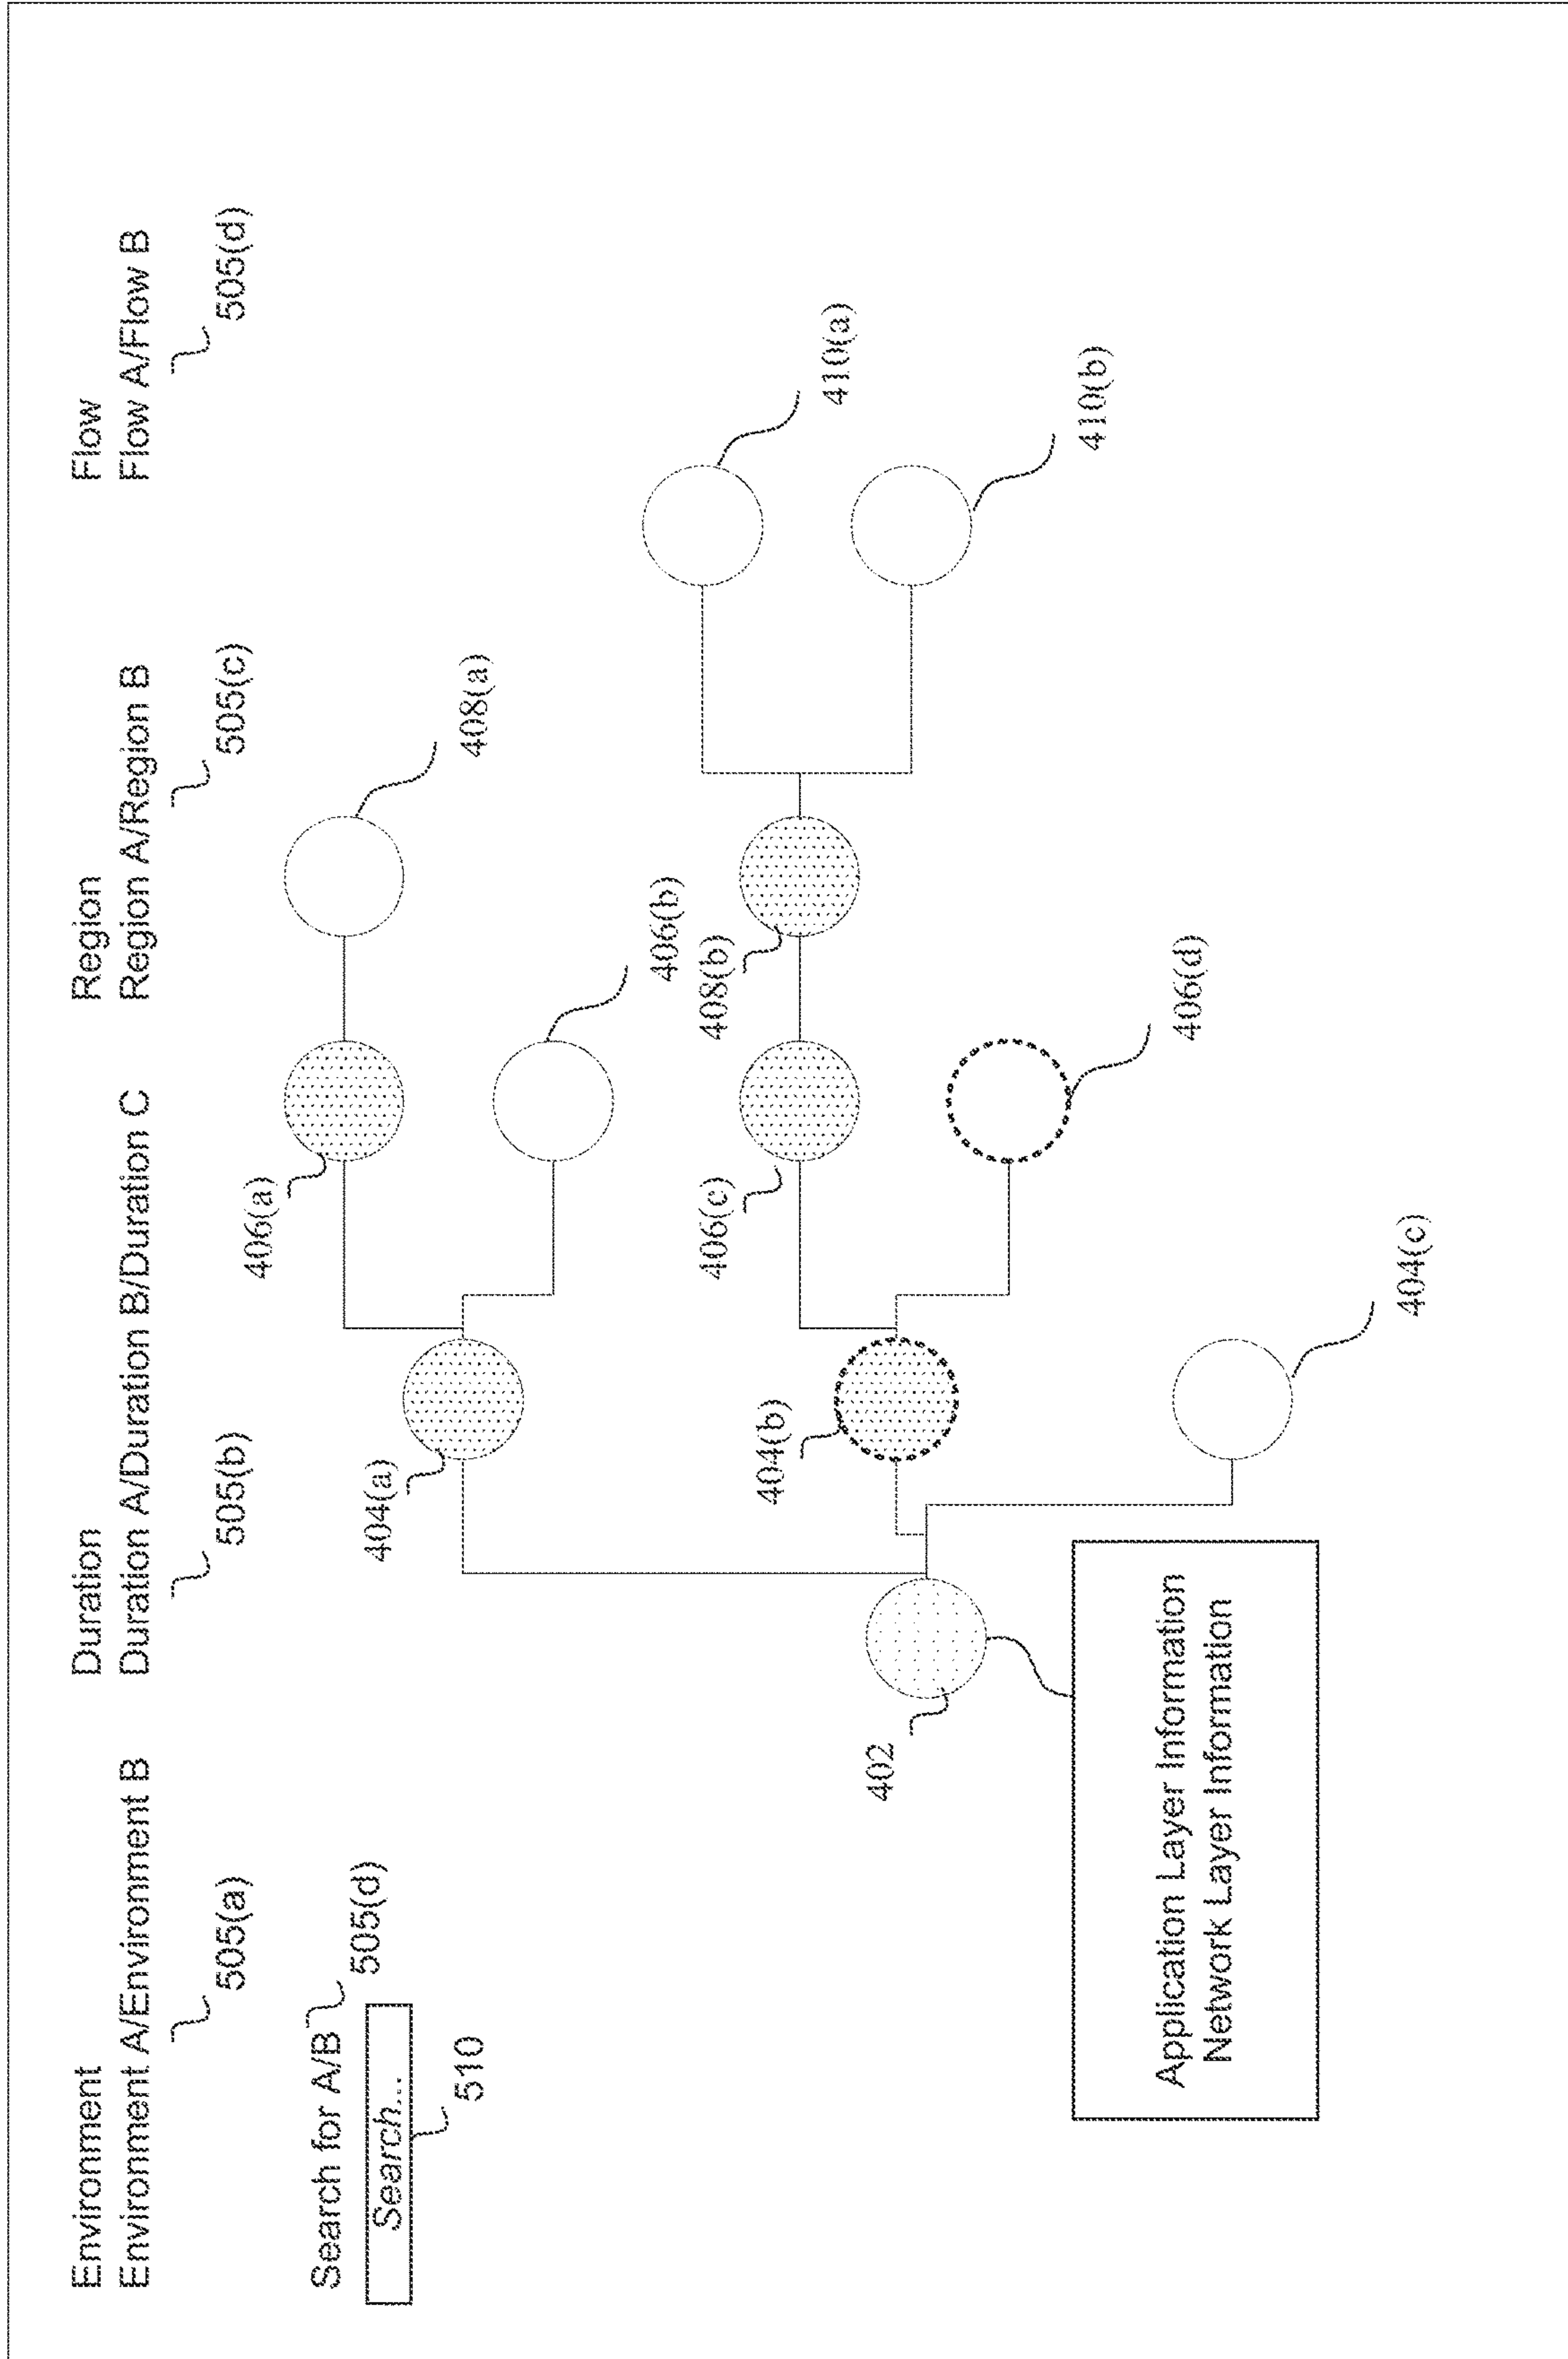 Environment
Environment A/Environment B
505(a)
Duration
Duration A/Duration B/Duration C
505(b)
Region
Region A/Region B
505(c)
Flow
Flow A/Flow B
505(d)
Search for A/B
505(d)
Search...
510
406(a)
408(a)
404(a)
406(b)
410(a)
408(b)
406(c)
404(b)
410(b)
402
406(d)
404(c)
Application Layer Information
Network Layer Information